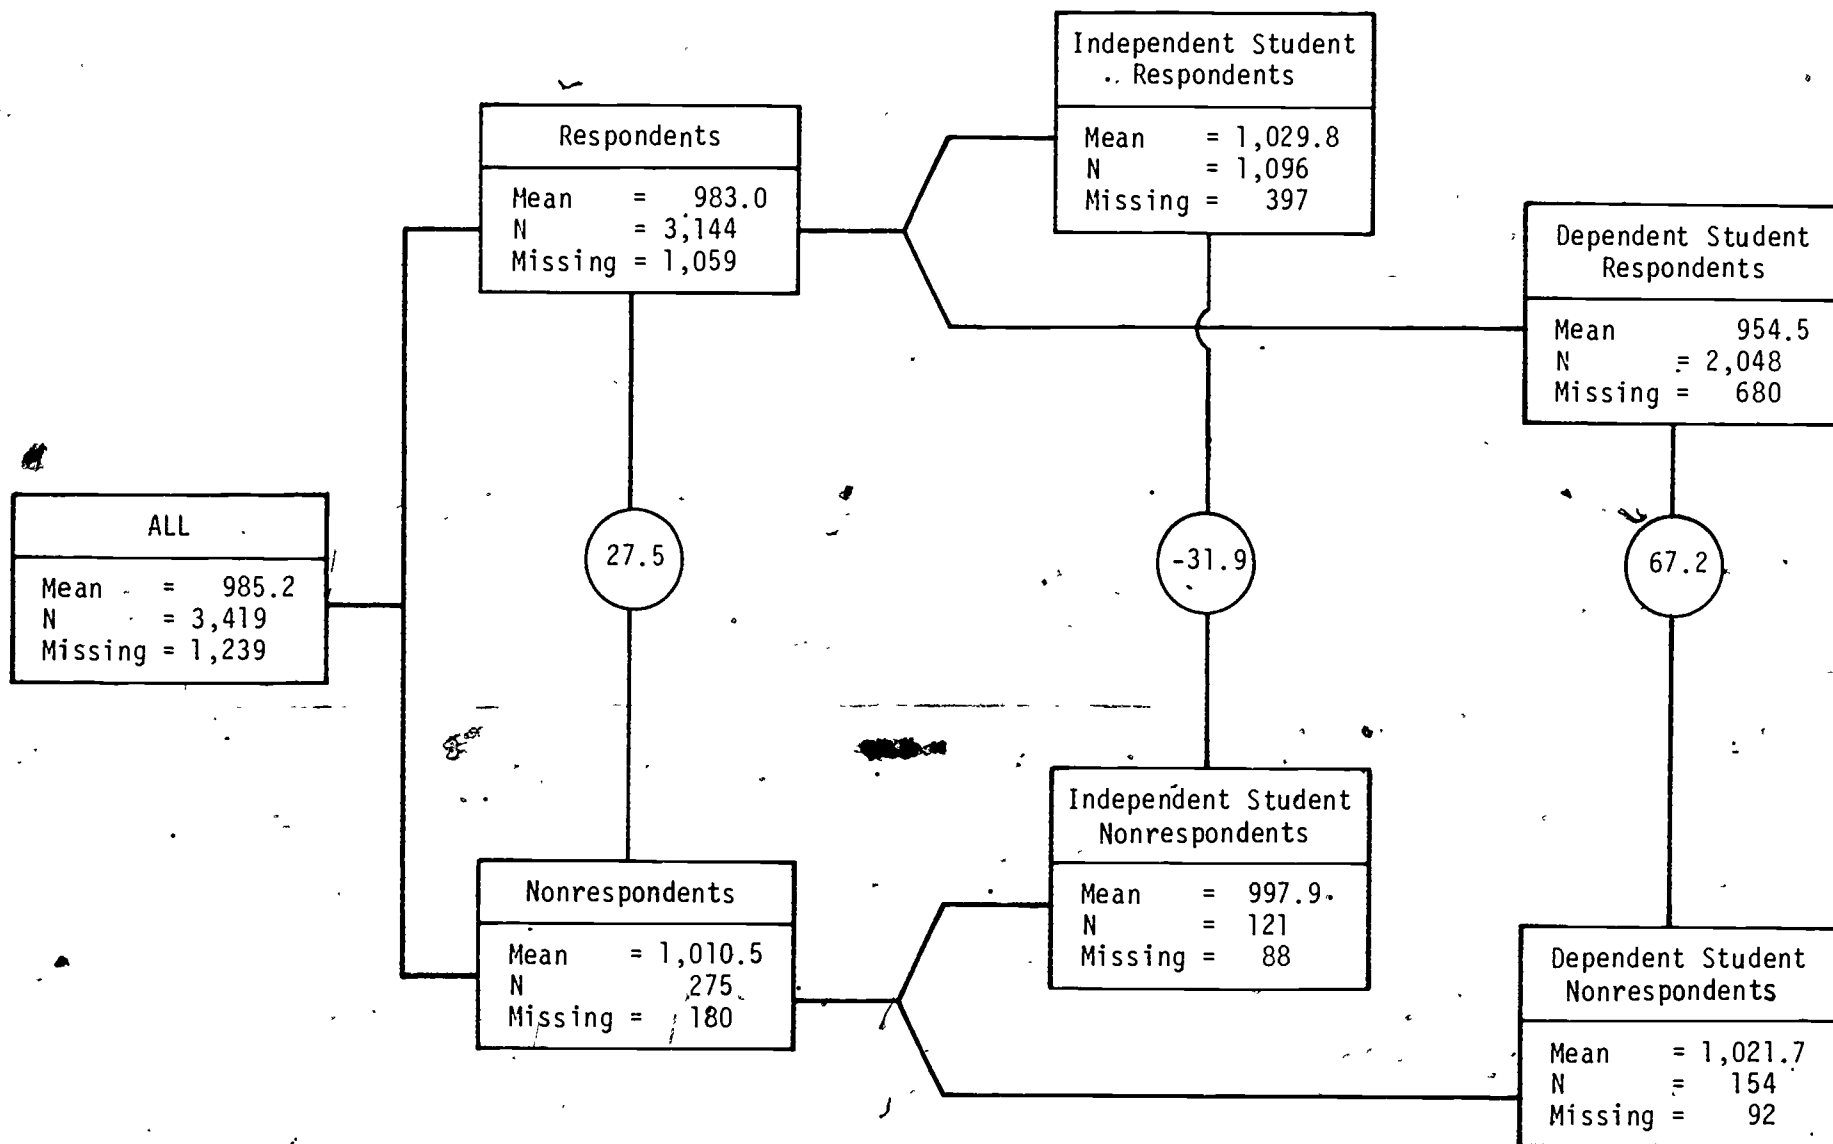 Independent Student
Respondents
Mean = 1,029.8
N = 1,096
Missing = 397
Respondents
Mean = 983.0
N = 3,144
Missing = 1,059
Dependent Student
Respondents
Mean 954.5
N = 2,048
Missing = 680
ALL
Mean = 985.2
N = 3,419
Missing = 1,239
27.5
-31.9
67.2
Independent Student
Nonrespondents
Mean = 997.9
N = 121
Missing = 88
Nonrespondents
Mean = 1,010.5
N 275
Missing = 180
Dependent Student
Nonrespondents
Mean = 1,021.7
N = 154
Missing = 92